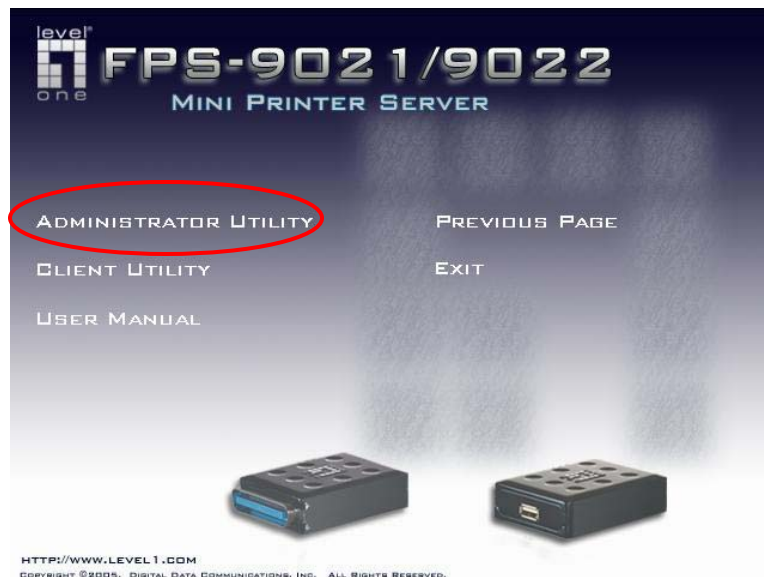 level
one
FPS-9021/9022
MINI PRINTER SERVER
ADMINISTRATOR UTILITY
PREVIOUS PAGE
CLIENT UTILITY
EXIT
USER MANUAL
HTTP://WWW.LEVEL1.COM
COPYRIGHT ©2005. DIGITAL DATA COMMUNICATIONS, INC. ALL RIGHTS RESERVED.